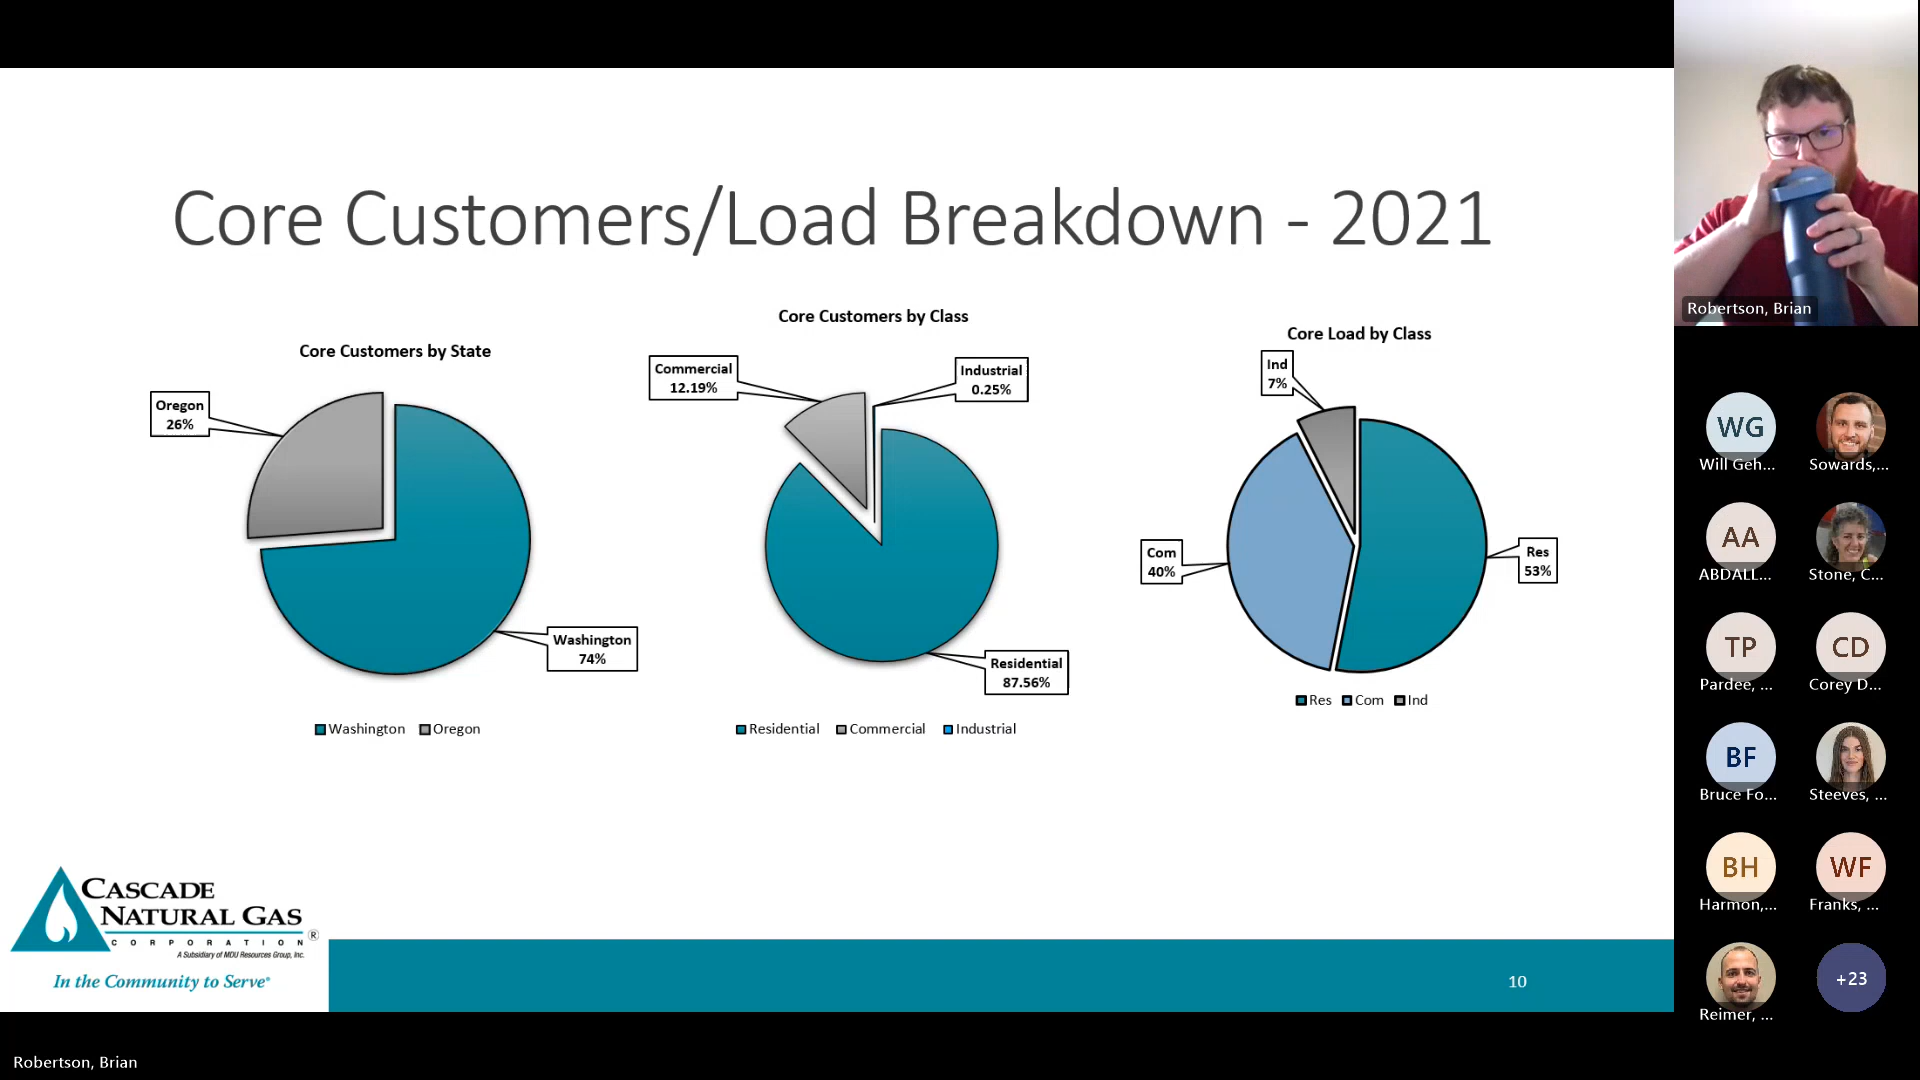 Core Customers/Load Breakdown - 2021
Core Customers by State
Oregon
26%
Washington
74%
Washington Oregon
Core Customers by Class
Commercial
12.19%
Industrial
0.25%
Residential
87.56%
Residential Commercial Industrial
Core Load by Class
Ind
7%
Com
40%
Res
53%
Res Com Ind
CASCADE
NATURAL GAS
CORPORATION ®
A Subsidiary of MDU Resources Group, Inc.
In the Community to Serve®
10
Robertson, Brian
Robertson, Brian
WG
Will Geh...
Sowards,...
AA
ABDALL...
Stone, C...
TP
Pardee, ...
CD
Corey D...
BF
Bruce Fo...
Steeves, ...
BH
Harmon,...
WF
Franks, ...
Reimer, ...
+23